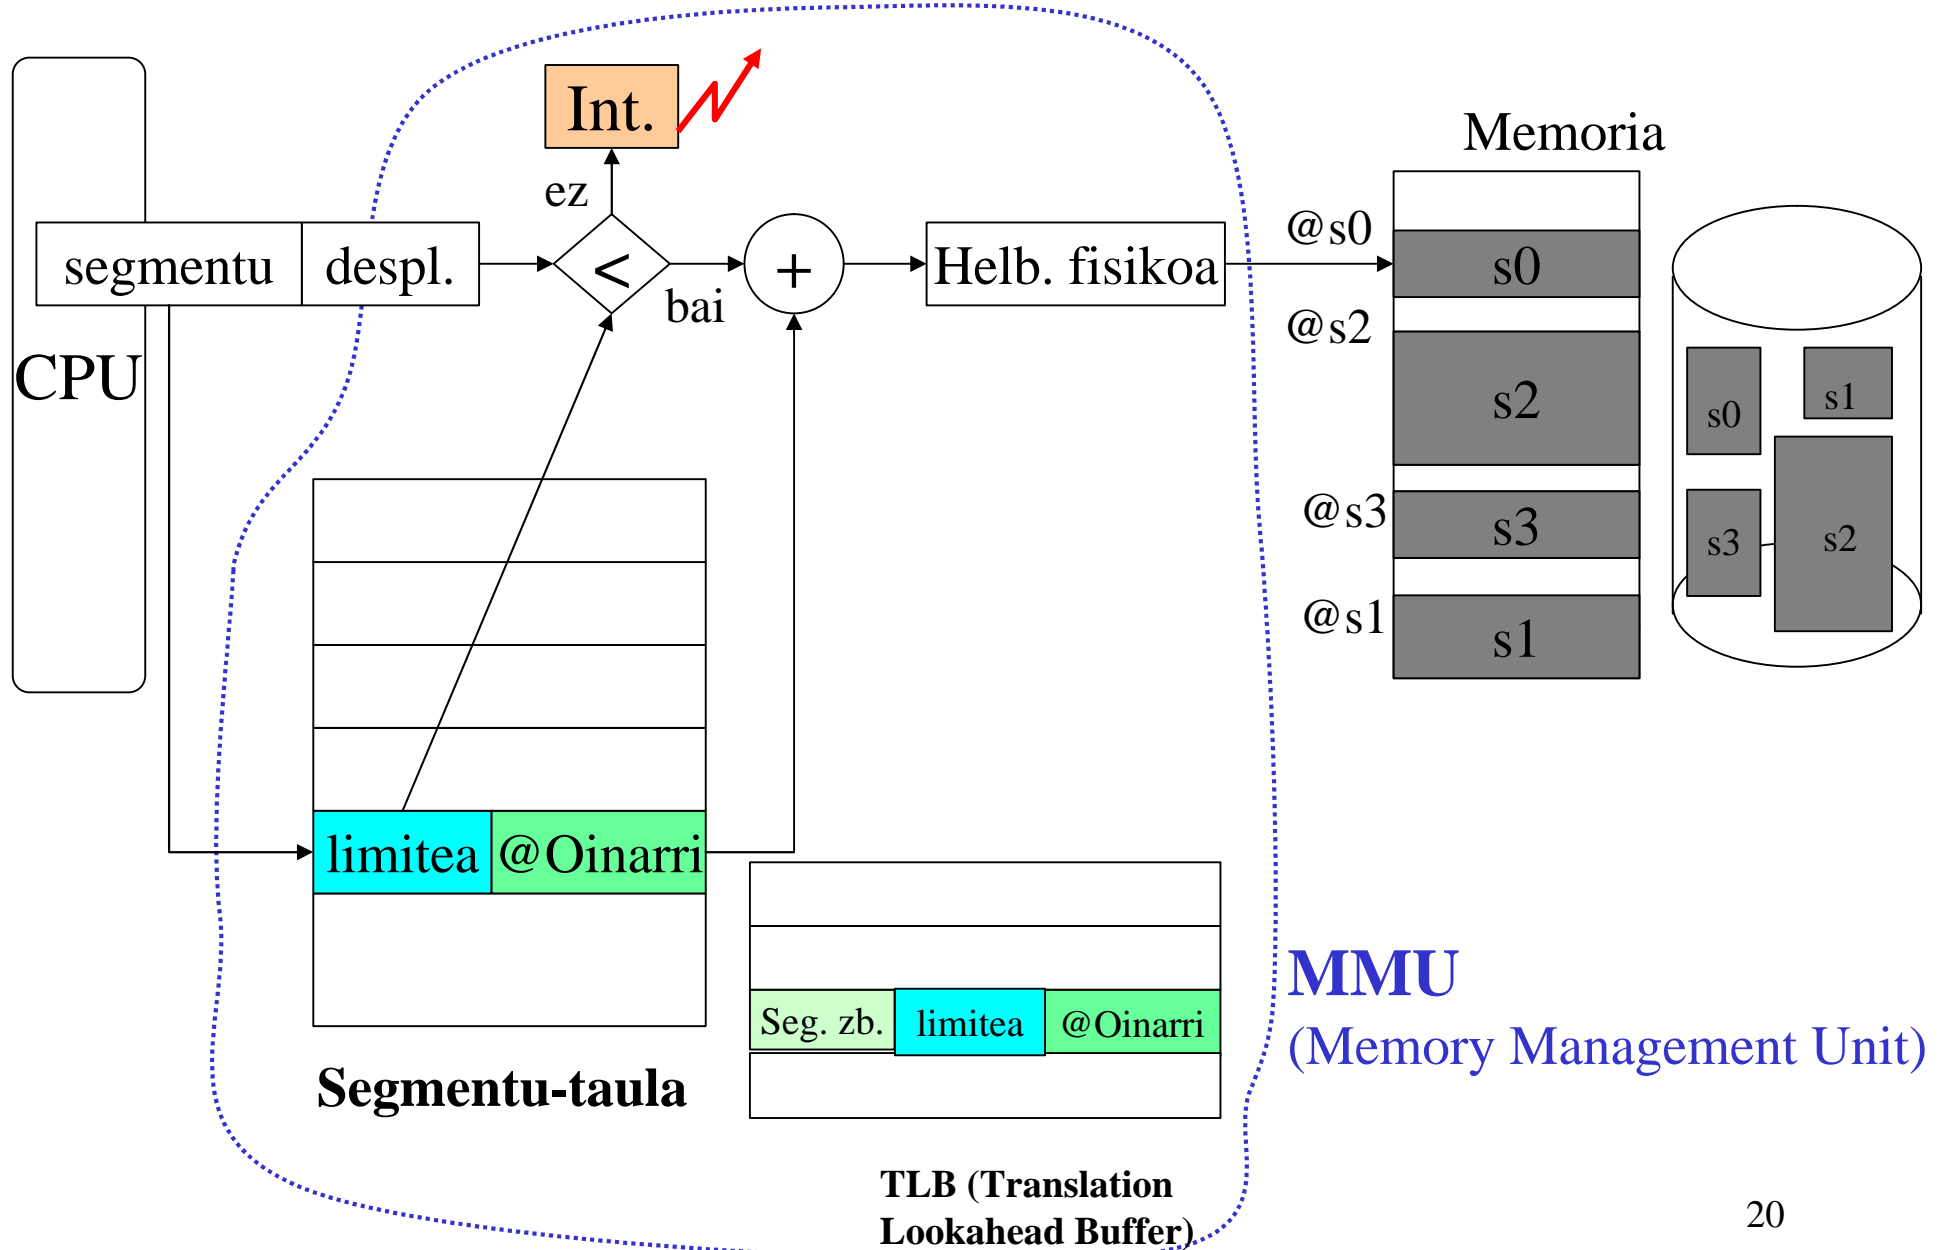 Int.
Memoria
ez
@s0
segmentu
despl.
<
+
Helb. fisikoa
s0
bai
@s2
CPU
s2
s0
s1
@s3
s3
s3
s2
@s1
s1
limitea
@Oinarri
MMU
Seg. zb.
limitea
@Oinarri
(Memory Management Unit)
Segmentu-taula
TLB (Translation
Lookahead Buffer)
20